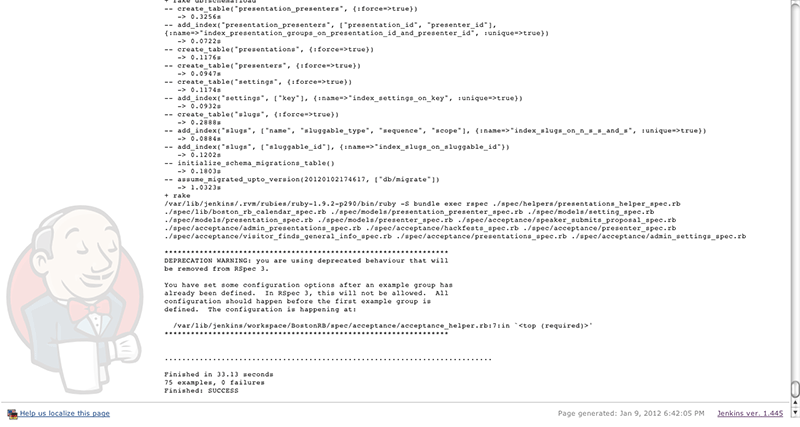 + rake db:schema:load
-- create_table("presentation_presenters", {:force=>true})
-> 0.3256s
-- add_index("presentation_presenters", ["presentation_id", "presenter_id"],
{:name=>"index_presentation_groups_on_presentation_id_and_presenter_id", :unique=>true})
-> 0.0722s
-- create_table("presentations", {:force=>true})
-> 0.1176s
-- create_table("presenters", {:force=>true})
-> 0.0947s
-- create_table("settings", {:force=>true})
-> 0.1174s
-- add_index("settings", ["key"], {:name=>"index_settings_on_key", :unique=>true})
-> 0.0932s
-- create_table("slugs", {:force=>true})
-> 0.2888s
-- add_index("slugs", ["name", "sluggable_type", "sequence", "scope"], {:name=>"index_slugs_on_n_s_s_and_s", :unique=>true})
-> 0.0884s
-- add_index("slugs", ["sluggable_id"], {:name=>"index_slugs_on_sluggable_id"})
-> 0.1202s
-- initialize_schema_migrations_table()
-> 0.1803s
-- assume_migrated_upto_version(20120102174617, ["db/migrate"])
-> 1.0323s
+ rake
/var/lib/jenkins/.rvm/rubies/ruby-1.9.2-p290/bin/ruby -S bundle exec rspec ./spec/helpers/presentations_helper_spec.rb
./spec/lib/boston_rb_calendar_spec.rb ./spec/models/presentation_presenter_spec.rb ./spec/models/setting_spec.rb
./spec/models/presentation_spec.rb ./spec/models/presenter_spec.rb ./spec/acceptance/speaker_submits_proposal_spec.rb
./spec/acceptance/admin_presentations_spec.rb ./spec/acceptance/hackfests_spec.rb ./spec/acceptance/presenter_spec.rb
./spec/acceptance/visitor_finds_general_info_spec.rb ./spec/acceptance/presentations_spec.rb ./spec/acceptance/admin_settings_spec.rb
*****************************************************************
DEPRECATION WARNING: you are using deprecated behaviour that will
be removed from RSpec 3.
You have set some configuration options after an example group has
already been defined.  In RSpec 3, this will not be allowed.  All
configuration should happen before the first example group is
defined.  The configuration is happening at:
/var/lib/jenkins/workspace/BostonRB/spec/acceptance/acceptance_helper.rb:7:in `<top (required)>'
*****************************************************************
...........................................................................
Finished in 33.13 seconds
75 examples, 0 failures
Finished: SUCCESS
Help us localize this page
Page generated: Jan 9, 2012 6:42:05 PM
Jenkins ver. 1.445